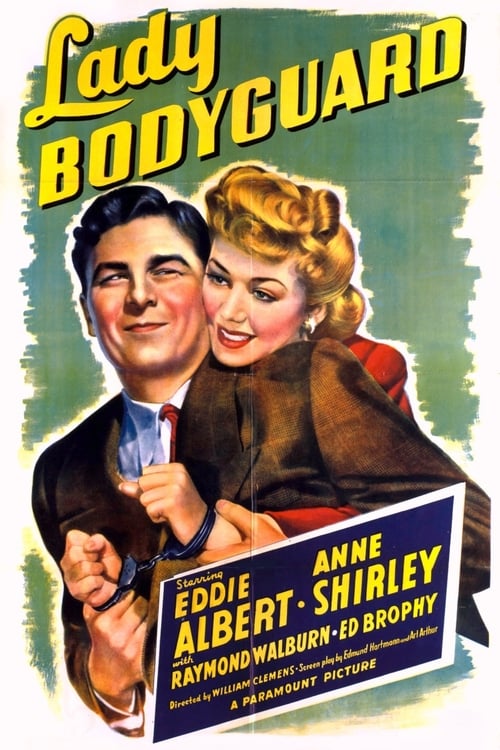 Lady
BODYGUARD
Starring
EDDIE ANNE
ALBERT · SHIRLEY
with
RAYMOND WALBURN · ED BROPHY
Directed by WILLIAM CLEMENS · Screen play by Edmund Hartmann and Art Arthur
A PARAMOUNT PICTURE